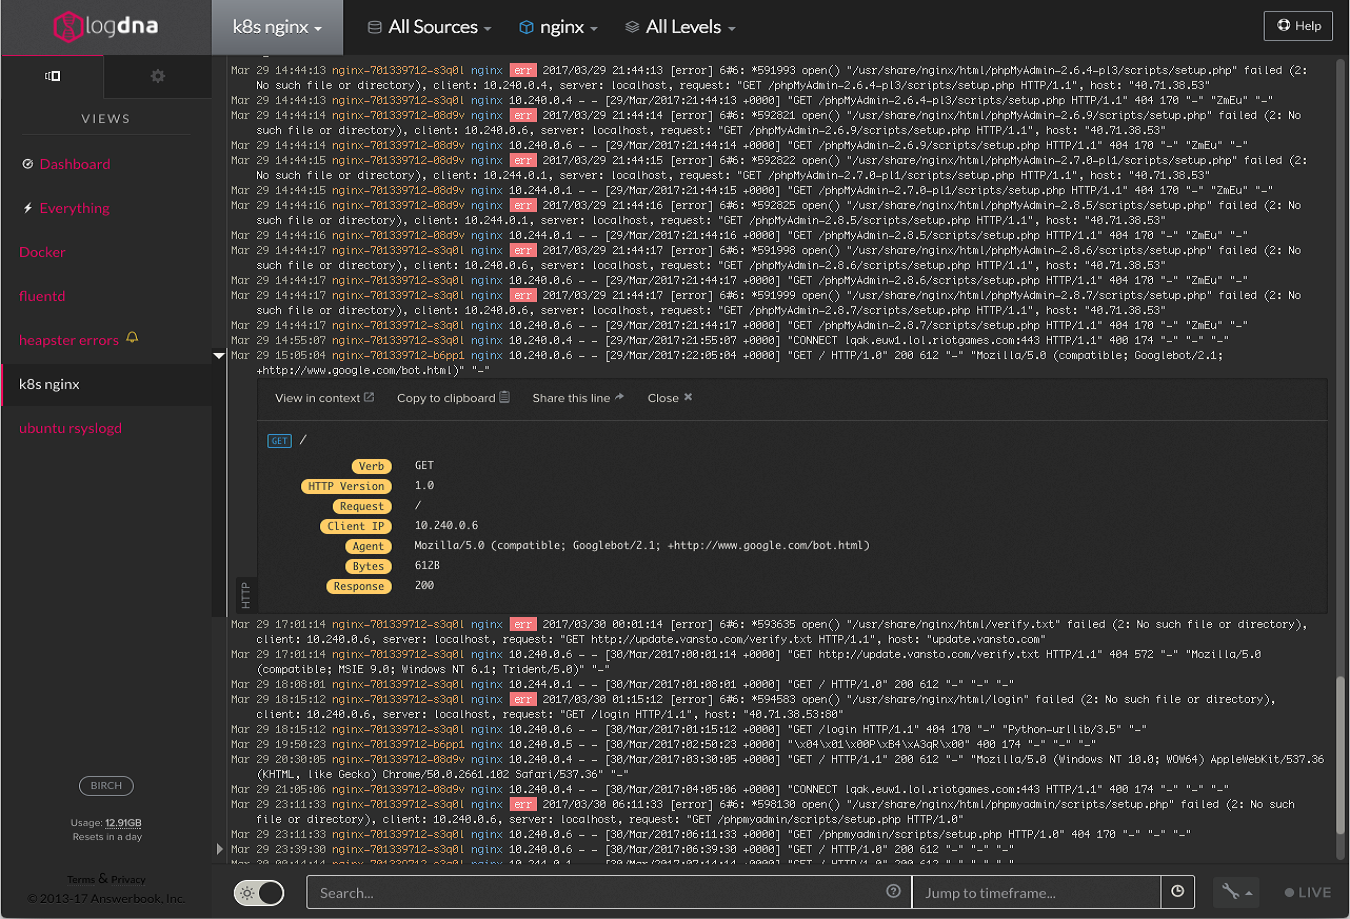 logdna
k8s nginx
All Sources
nginx
All Levels
Help
VIEWS
Dashboard
Everything
Docker
fluentd
heapster errors
k8s nginx
ubuntu rsyslogd
BIRCH
Usage: 12.91GB
Resets in a day
Terms & Privacy
© 2013-17 Answerbook, Inc.
Mar 29 14:44:13 nginx-701339712-s3q0l nginx err 2017/03/29 21:44:13 [error] 6#6: *591993 open() "/usr/share/nginx/html/phpMyAdmin-2.6.4-pl3/scripts/setup.php" failed (2:
No such file or directory), client: 10.240.0.4, server: localhost, request: "GET /phpMyAdmin-2.6.4-pl3/scripts/setup.php HTTP/1.1", host: "40.71.38.53"
Mar 29 14:44:13 nginx-701339712-s3q0l nginx 10.240.0.4 - - [29/Mar/2017:21:44:13 +0000] "GET /phpMyAdmin-2.6.4-pl3/scripts/setup.php HTTP/1.1" 404 170 "-" "ZmEu" "-"
Mar 29 14:44:14 nginx-701339712-08d9v nginx err 2017/03/29 21:44:14 [error] 6#6: *592821 open() "/usr/share/nginx/html/phpMyAdmin-2.6.9/scripts/setup.php" failed (2: No
such file or directory), client: 10.240.0.6, server: localhost, request: "GET /phpMyAdmin-2.6.9/scripts/setup.php HTTP/1.1", host: "40.71.38.53"
Mar 29 14:44:14 nginx-701339712-08d9v nginx 10.240.0.6 - - [29/Mar/2017:21:44:14 +0000] "GET /phpMyAdmin-2.6.9/scripts/setup.php HTTP/1.1" 404 170 "-" "ZmEu" "-"
Mar 29 14:44:15 nginx-701339712-08d9v nginx err 2017/03/29 21:44:15 [error] 6#6: *592822 open() "/usr/share/nginx/html/phpMyAdmin-2.7.0-pl1/scripts/setup.php" failed (2:
No such file or directory), client: 10.244.0.1, server: localhost, request: "GET /phpMyAdmin-2.7.0-pl1/scripts/setup.php HTTP/1.1", host: "40.71.38.53"
Mar 29 14:44:15 nginx-701339712-08d9v nginx 10.244.0.1 - - [29/Mar/2017:21:44:15 +0000] "GET /phpMyAdmin-2.7.0-pl1/scripts/setup.php HTTP/1.1" 404 170 "-" "ZmEu" "-"
Mar 29 14:44:16 nginx-701339712-08d9v nginx err 2017/03/29 21:44:16 [error] 6#6: *592825 open() "/usr/share/nginx/html/phpMyAdmin-2.8.5/scripts/setup.php" failed (2: No
such file or directory), client: 10.244.0.1, server: localhost, request: "GET /phpMyAdmin-2.8.5/scripts/setup.php HTTP/1.1", host: "40.71.38.53"
Mar 29 14:44:16 nginx-701339712-08d9v nginx 10.244.0.1 - - [29/Mar/2017:21:44:16 +0000] "GET /phpMyAdmin-2.8.5/scripts/setup.php HTTP/1.1" 404 170 "-" "ZmEu" "-"
Mar 29 14:44:17 nginx-701339712-s3q0l nginx err 2017/03/29 21:44:17 [error] 6#6: *591998 open() "/usr/share/nginx/html/phpMyAdmin-2.8.6/scripts/setup.php" failed (2: No
such file or directory), client: 10.240.0.6, server: localhost, request: "GET /phpMyAdmin-2.8.6/scripts/setup.php HTTP/1.1", host: "40.71.38.53"
Mar 29 14:44:17 nginx-701339712-s3q0l nginx 10.240.0.6 - - [29/Mar/2017:21:44:17 +0000] "GET /phpMyAdmin-2.8.6/scripts/setup.php HTTP/1.1" 404 170 "-" "ZmEu" "-"
Mar 29 14:44:17 nginx-701339712-s3q0l nginx err 2017/03/29 21:44:17 [error] 6#6: *591999 open() "/usr/share/nginx/html/phpMyAdmin-2.8.7/scripts/setup.php" failed (2: No
such file or directory), client: 10.240.0.6, server: localhost, request: "GET /phpMyAdmin-2.8.7/scripts/setup.php HTTP/1.1", host: "40.71.38.53"
Mar 29 14:44:17 nginx-701339712-s3q0l nginx 10.240.0.6 - - [29/Mar/2017:21:44:17 +0000] "GET /phpMyAdmin-2.8.7/scripts/setup.php HTTP/1.1" 404 170 "-" "ZmEu" "-"
Mar 29 14:55:07 nginx-701339712-s3q0l nginx 10.240.0.4 - - [29/Mar/2017:21:55:07 +0000] "CONNECT lqak.euw1.lol.riotgames.com:443 HTTP/1.1" 400 174 "-" "-" "-"
Mar 29 15:05:04 nginx-701339712-b6pp1 nginx 10.240.0.6 - - [29/Mar/2017:22:05:04 +0000] "GET / HTTP/1.0" 200 612 "-" "Mozilla/5.0 (compatible; Googlebot/2.1;
+http://www.google.com/bot.html)" "-"
View in context
Copy to clipboard
Share this line
Close
GET /
Verb GET
HTTP Version 1.0
Request /
Client IP 10.240.0.6
Agent Mozilla/5.0 (compatible; Googlebot/2.1; +http://www.google.com/bot.html)
Bytes 612B
Response 200
HTTP
Mar 29 17:01:14 nginx-701339712-s3q0l nginx err 2017/03/30 00:01:14 [error] 6#6: *593635 open() "/usr/share/nginx/html/verify.txt" failed (2: No such file or directory),
client: 10.240.0.6, server: localhost, request: "GET http://update.vansto.com/verify.txt HTTP/1.1", host: "update.vansto.com"
Mar 29 17:01:14 nginx-701339712-s3q0l nginx 10.240.0.6 - - [30/Mar/2017:00:01:14 +0000] "GET http://update.vansto.com/verify.txt HTTP/1.1" 404 572 "-" "Mozilla/5.0
(compatible; MSIE 9.0; Windows NT 6.1; Trident/5.0)" "-"
Mar 29 18:08:01 nginx-701339712-s3q0l nginx 10.244.0.1 - - [30/Mar/2017:01:08:01 +0000] "GET / HTTP/1.0" 200 612 "-" "-" "-"
Mar 29 18:15:12 nginx-701339712-s3q0l nginx err 2017/03/30 01:15:12 [error] 6#6: *594583 open() "/usr/share/nginx/html/login" failed (2: No such file or directory),
client: 10.240.0.6, server: localhost, request: "GET /login HTTP/1.1", host: "40.71.38.53:80"
Mar 29 18:15:12 nginx-701339712-s3q0l nginx 10.240.0.6 - - [30/Mar/2017:01:15:12 +0000] "GET /login HTTP/1.1" 404 170 "-" "Python-urllib/3.5" "-"
Mar 29 19:50:23 nginx-701339712-b6pp1 nginx 10.240.0.5 - - [30/Mar/2017:02:50:23 +0000] "\x04\x01\x00P\xB4\xA3qR\x00" 400 174 "-" "-" "-"
Mar 29 20:30:05 nginx-701339712-08d9v nginx 10.240.0.4 - - [30/Mar/2017:03:30:05 +0000] "GET / HTTP/1.1" 200 612 "-" "Mozilla/5.0 (Windows NT 10.0; WOW64) AppleWebKit/537.36
(KHTML, like Gecko) Chrome/50.0.2661.102 Safari/537.36" "-"
Mar 29 21:05:06 nginx-701339712-08d9v nginx 10.240.0.4 - - [30/Mar/2017:04:05:06 +0000] "CONNECT lqak.euw1.lol.riotgames.com:443 HTTP/1.1" 400 174 "-" "-" "-"
Mar 29 23:11:33 nginx-701339712-s3q0l nginx err 2017/03/30 06:11:33 [error] 6#6: *598130 open() "/usr/share/nginx/html/phpmyadmin/scripts/setup.php" failed (2: No such
file or directory), client: 10.240.0.6, server: localhost, request: "GET /phpmyadmin/scripts/setup.php HTTP/1.0"
Mar 29 23:11:33 nginx-701339712-s3q0l nginx 10.240.0.6 - - [30/Mar/2017:06:11:33 +0000] "GET /phpmyadmin/scripts/setup.php HTTP/1.0" 404 170 "-" "-" "-"
Mar 29 23:39:30 nginx-701339712-b6pp1 nginx 10.240.0.6 - - [30/Mar/2017:06:39:30 +0000] "GET / HTTP/1.0" 200 612 "-" "-" "-"
Search...
Jump to timeframe...
LIVE